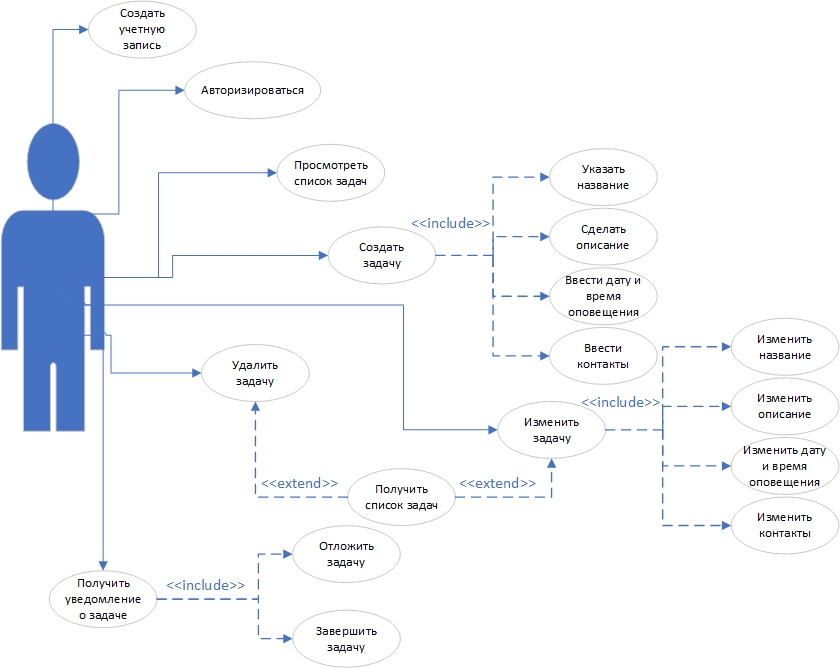 Создать
учетную
запись
Авторизироваться
Просмотреть
список задач
Создать
задачу
<<include>>
Указать
название
Сделать
описание
Ввести дату и
время
оповещения
Ввести
контакты
Удалить
задачу
Изменить
задачу
<<include>>
Изменить
название
Изменить
описание
Изменить дату
и время
оповещения
Изменить
контакты
<<extend>>
Получить
список задач
<<extend>>
Получить
уведомление
о задаче
<<include>>
Отложить
задачу
Завершить
задачу